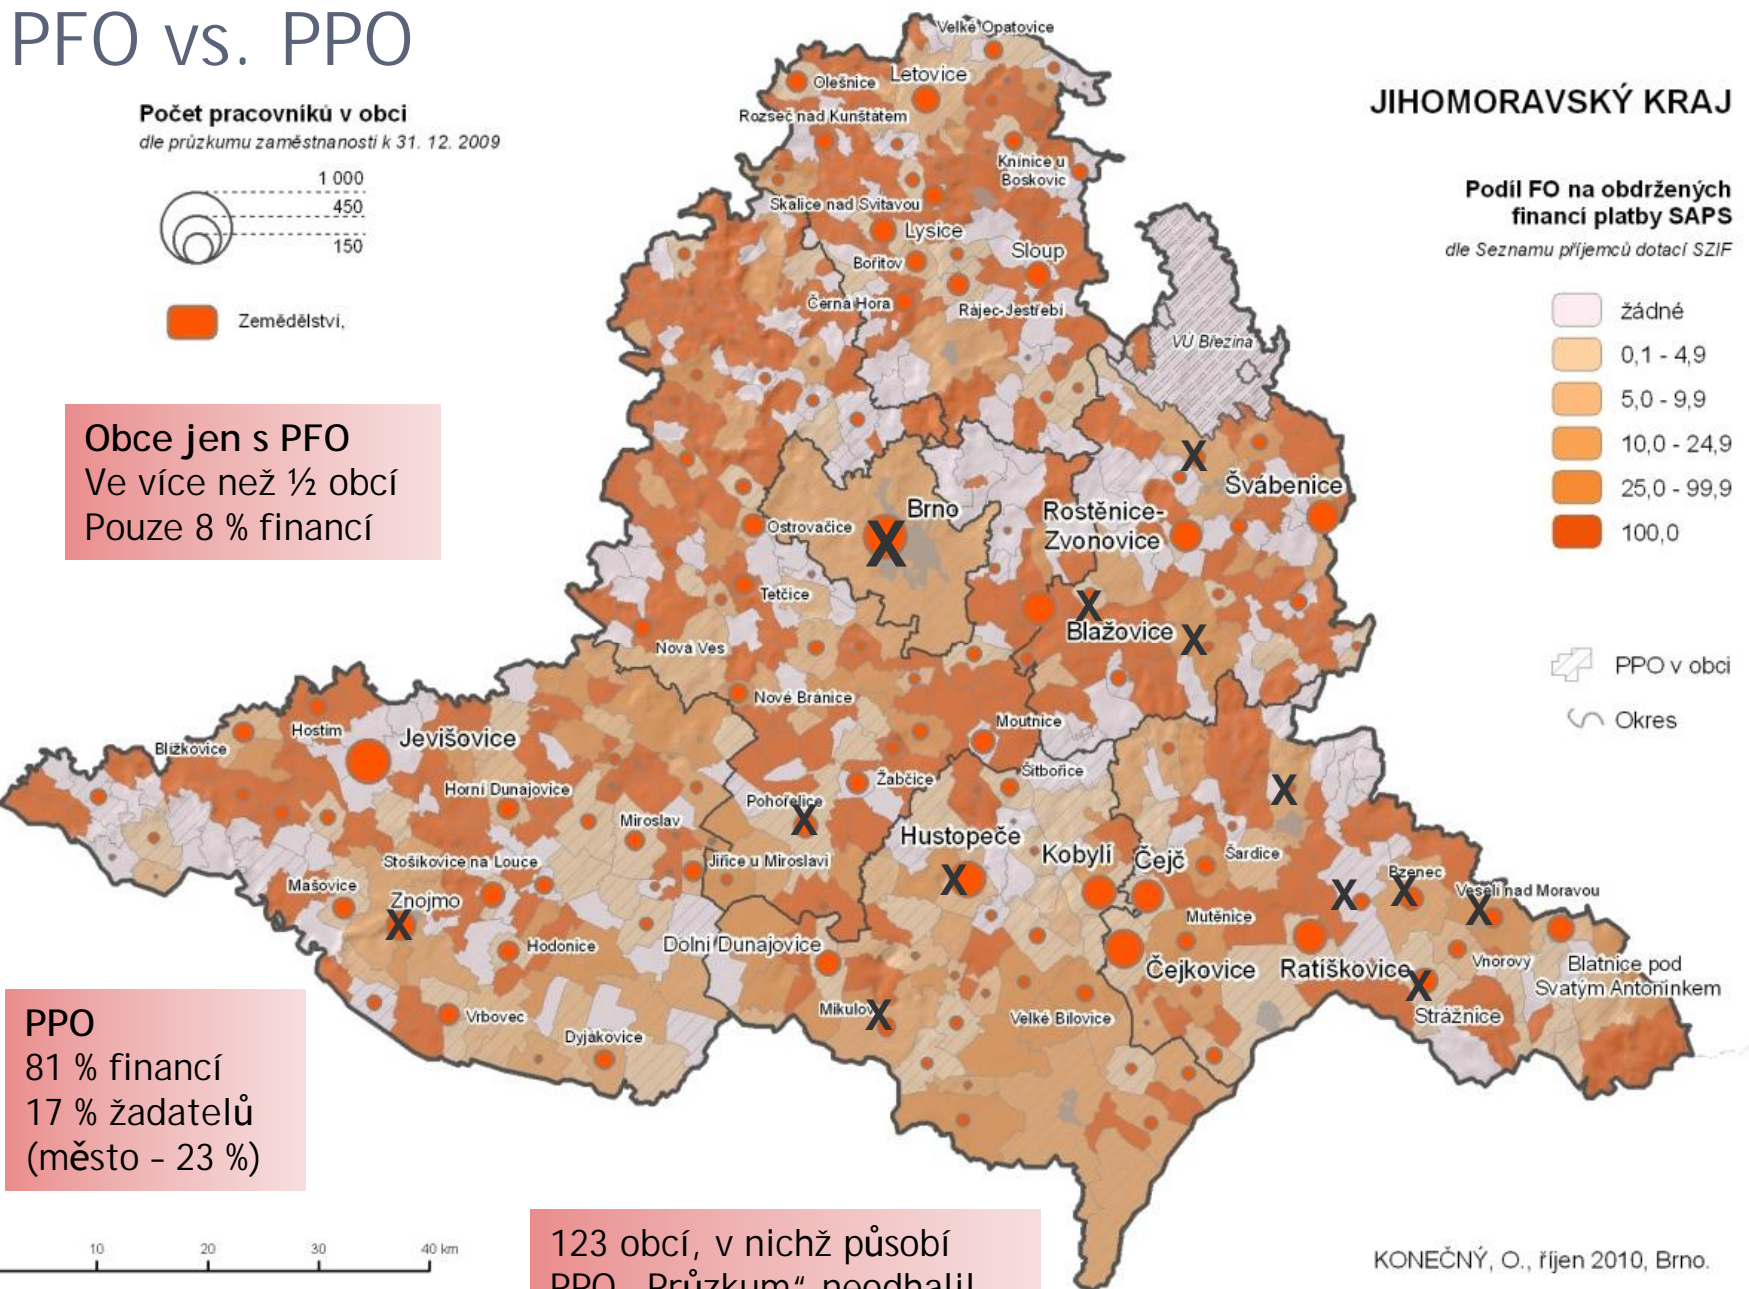 PFO vs. PPO
Počet pracovníků v obci
dle průzkumu zaměstnanosti k 31. 12. 2009
1 000
450
150
Zemědělství,
JIHOMORAVSKÝ KRAJ
Podíl FO na obdržených
financí platby SAPS
dle Seznamu příjemců dotací SZIF
žádné
0,1 - 4,9
5,0 - 9,9
10,0 - 24,9
25,0 - 99,9
100,0
PPO v obci
Okres
Obce jen s PFO
Ve více než ½ obcí
Pouze 8 % financí
Velké Opatovice
Olešnice
Letovice
Rozseč nad Kunštátem
Knínice u
Boskovic
Skalice nad Svitavou
Lysice
Sloup
Bořitov
Černá Hora
Rájec-Jestřebí
VÚ Březina
X
Švábenice
Brno
X
Rostěnice-
Zvonovice
Ostrovačice
Tetčice
X
Blažovice
X
Nová Ves
Nové Bránice
Moutnice
Hostim
Jevišovice
Blížkovice
Žabčice
Šitbořice
X
Horní Dunajovice
Pohořelice
X
Miroslav
Hustopeče
X
Kobylí
Čejč
Šardice
Stošíkovice na Louce
Jiřice u Miroslavi
Bzenec
X
X
Mašovice
Znojmo
X
Veselí nad Moravou
X
Mutěnice
Hodonice
Dolní Dunajovice
Čejkovice
Ratíškovice
X
Vnorovy
Blatnice pod
Svatým Antonínkem
Strážnice
Vrbovec
Mikulov
X
Velké Bílovice
Dyjákovice
PPO
81 % financí
17 % žadatelů
(město – 23 %)
10
20
30
40 km
123 obcí, v nichž působí
PPO „Průzkum“ neodhalil
KONEČNÝ, O., říjen 2010, Brno.